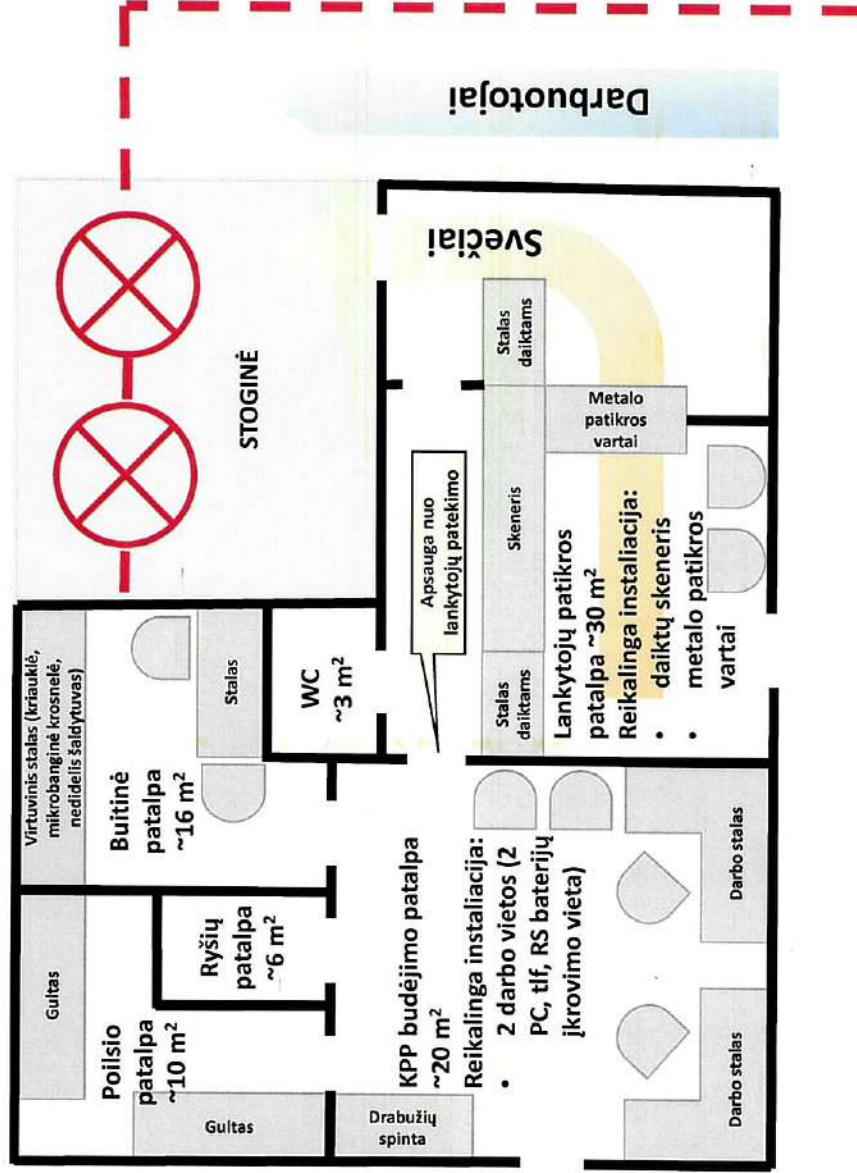 Virtuvinis stalas (kriauklė,
mikrobanginė krosnelė,
nedidelis šaldytuvas)
Gultas
Poilsio
patalpa
~10 m²
Gultas
Ryšių
patalpa
~6 m²
Buitinė
patalpa
~16 m²
Stalas
WC
~3 m²
STOGINĖ
Darbuotojai
Svečiai
Drabužių
spinta
KPP budėjimo patalpa
~20 m²
Reikalinga instaliacija:
• 2 darbo vietos (2
PC, tlf, RS baterijų
įkrovimo vieta)
Darbo stalas
Darbo stalas
Apsauga nuo
lankytojų patekimo
Stalas
daiktams
Skeneris
Stalas
daiktams
Metalo
patikros
vartai
Lankytojų patikros
patalpa ~30 m²
Reikalinga instaliacija:
• daiktų skeneris
• metalo patikros
vartai